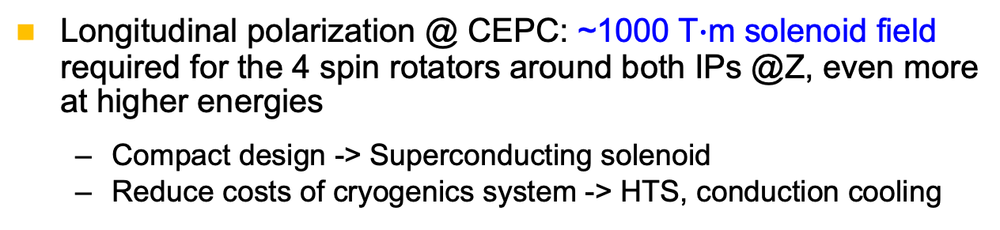 Longitudinal polarization @ CEPC: ~1000 T·m solenoid field
required for the 4 spin rotators around both IPs @Z, even more
at higher energies
– Compact design -> Superconducting solenoid
– Reduce costs of cryogenics system -> HTS, conduction cooling